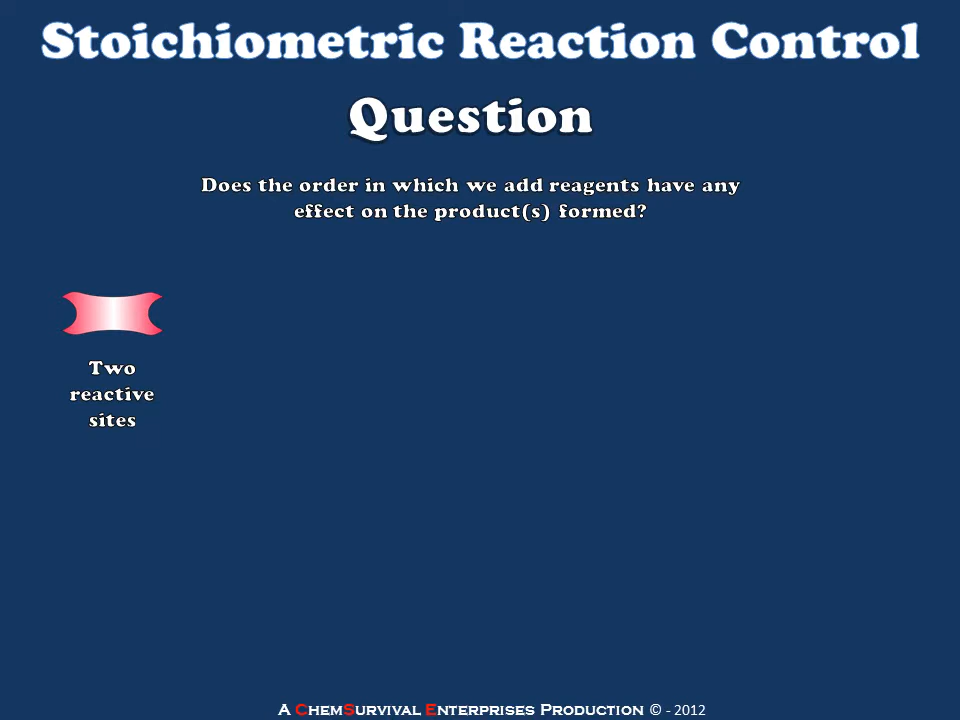 Stoichiometric Reaction Control
Question
Does the order in which we add reagents have any
effect on the product(s) formed?
Two
reactive
sites
A ChemSurvival Enterprises Production © - 2012